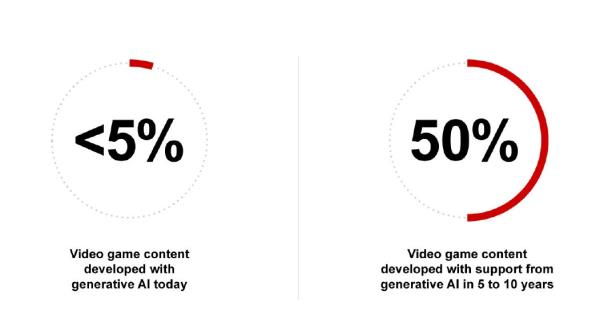 <5%
Video game content
developed with
generative AI today
50%
Video game content
developed with support from
generative AI in 5 to 10 years